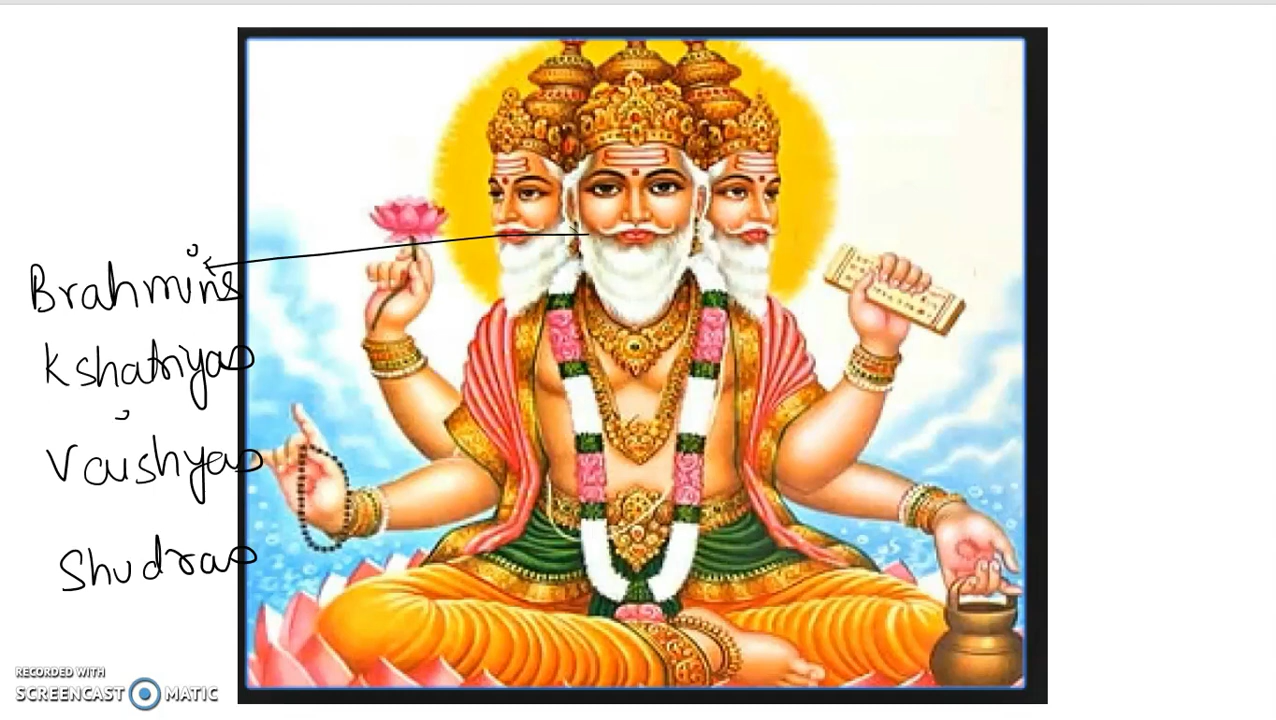 Brahmins
Kshatriyas
Vaishyas
Shudras
RECORDED WITH
SCREENCAST MATIC